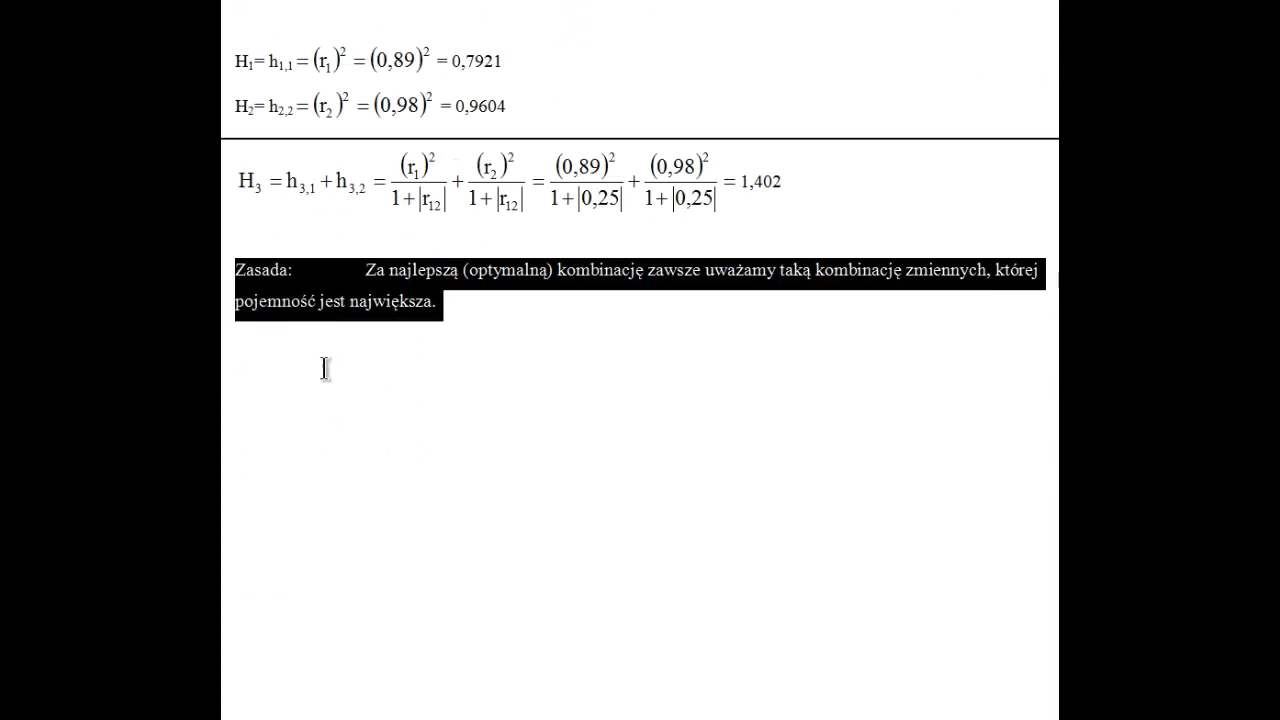 H₁= h₁,₁ = (r₁)² = (0,89)² = 0,7921
H₂= h₂,₂ = (r₂)² = (0,98)² = 0,9604
H₃ = h₃,₁ + h₃,₂ = (r₁)² / (1+|r₁₂|) + (r₂)² / (1+|r₁₂|) = (0,89)² / (1+|0,25|) + (0,98)² / (1+|0,25|) = 1,402
Zasada: Za najlepszą (optymalną) kombinację zawsze uważamy taką kombinację zmiennych, której
pojemność jest największa.